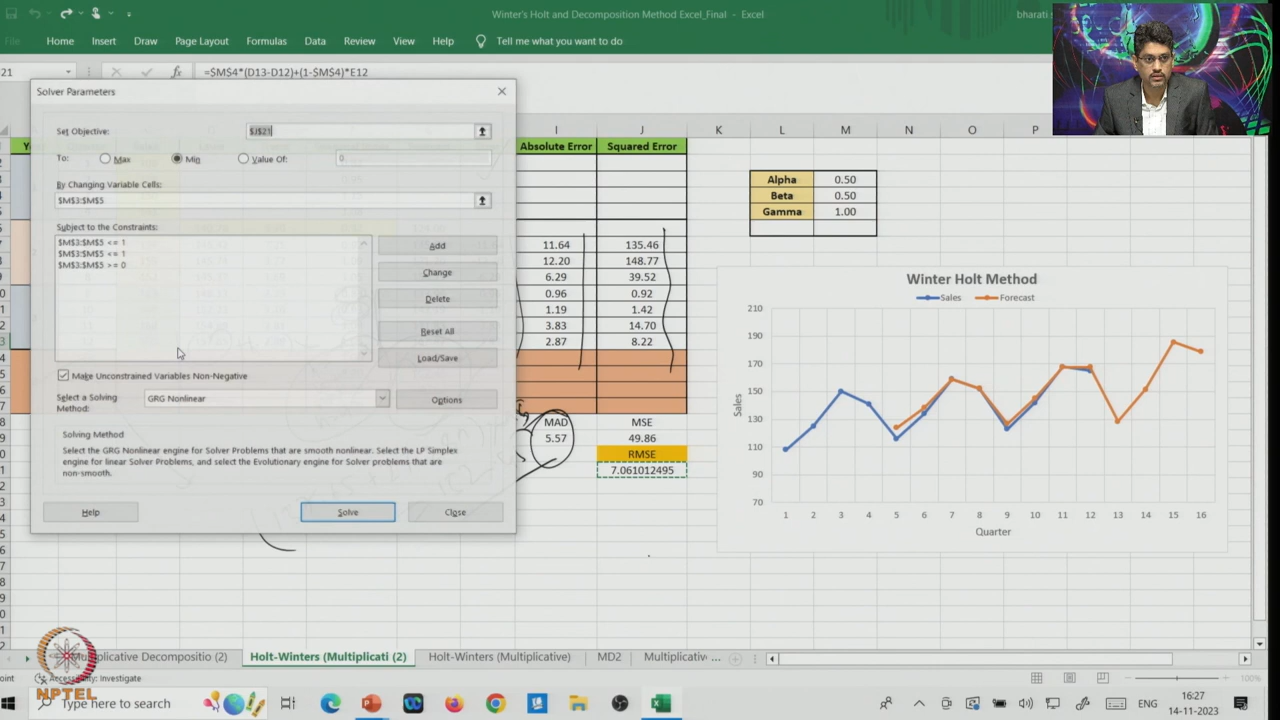 Winter's Holt and Decomposition Method Excel_Final - Excel
bharati
File
Home
Insert
Draw
Page Layout
Formulas
Data
Review
View
Help
Tell me what you want to do
21
=$M$4*(D13-D12)+(1-$M$4)*E12
Solver Parameters
Set Objective:
$J$21
To:
Max
Min
Value Of:
0
By Changing Variable Cells:
$M$3:$M$5
Subject to the Constraints:
$M$3:$M$5 <= 1
$M$3:$M$5 <= 1
$M$3:$M$5 >= 0
Add
Change
Delete
Reset All
Load/Save
Make Unconstrained Variables Non-Negative
Select a Solving
Method:
GRG Nonlinear
Options
Solving Method
Select the GRG Nonlinear engine for Solver Problems that are smooth nonlinear. Select the LP Simplex
engine for linear Solver Problems, and select the Evolutionary engine for Solver problems that are
non-smooth.
Help
Solve
Close
I J K L M N O P
Absolute Error Squared Error
11.64 135.46
12.20 148.77
6.29 39.52
0.96 0.92
1.19 1.42
3.83 14.70
2.87 8.22
MAD MSE
5.57 49.86
RMSE
7.061012495
Alpha 0.50
Beta 0.50
Gamma 1.00
Winter Holt Method
Sales Forecast
210
190
170
150
130
110
90
70
Sales
1 2 3 4 5 6 7 8 9 10 11 12 13 14 15 16
Quarter
Multiplicative Decompositio (2)
Holt-Winters (Multiplicati (2)
Holt-Winters (Multiplicative)
MD2
Multiplicative ...
Accessibility: Investigate
100%
NPTEL
Type here to search
ENG
16:27
14-11-2023